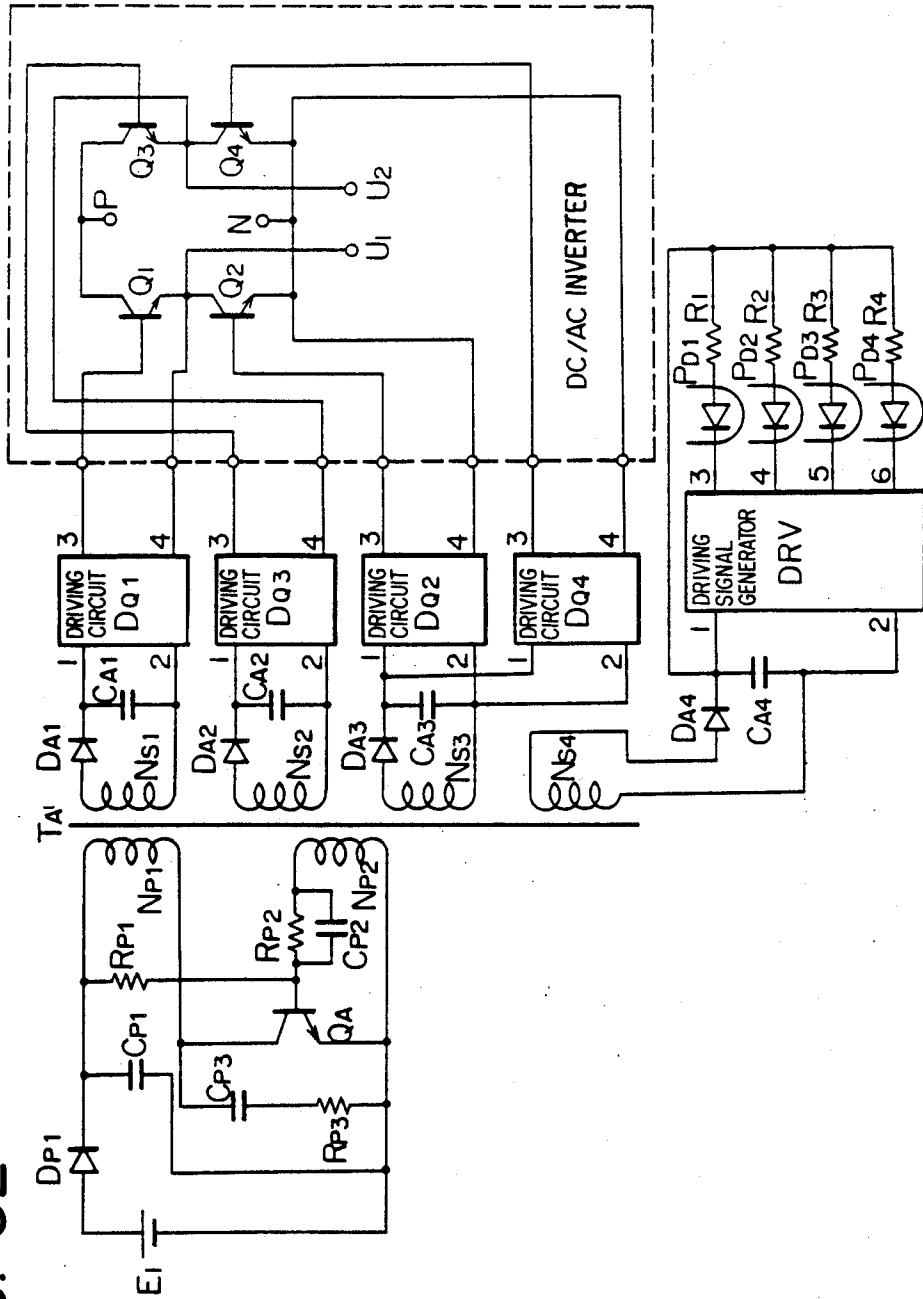 E1
DP1
CP1
RP1
CP3
RP3
QA
RP2
CP2
NP1
NP2
TA'
DA1
NS1
CA1
1
2
DRIVING
CIRCUIT
DQ1
3
4
DA2
NS2
CA2
1
2
DRIVING
CIRCUIT
DQ3
3
4
DA3
NS3
CA3
1
2
DRIVING
CIRCUIT
DQ2
3
4
1
2
DRIVING
CIRCUIT
DQ4
3
4
NS4
DA4
CA4
1
2
DRIVING
SIGNAL
GENERATOR
DRV
3
4
5
6
PD1 R1
PD2 R2
PD3 R3
PD4 R4
Q1
Q2
Q3
Q4
P
N
U1
U2
DC/AC INVERTER